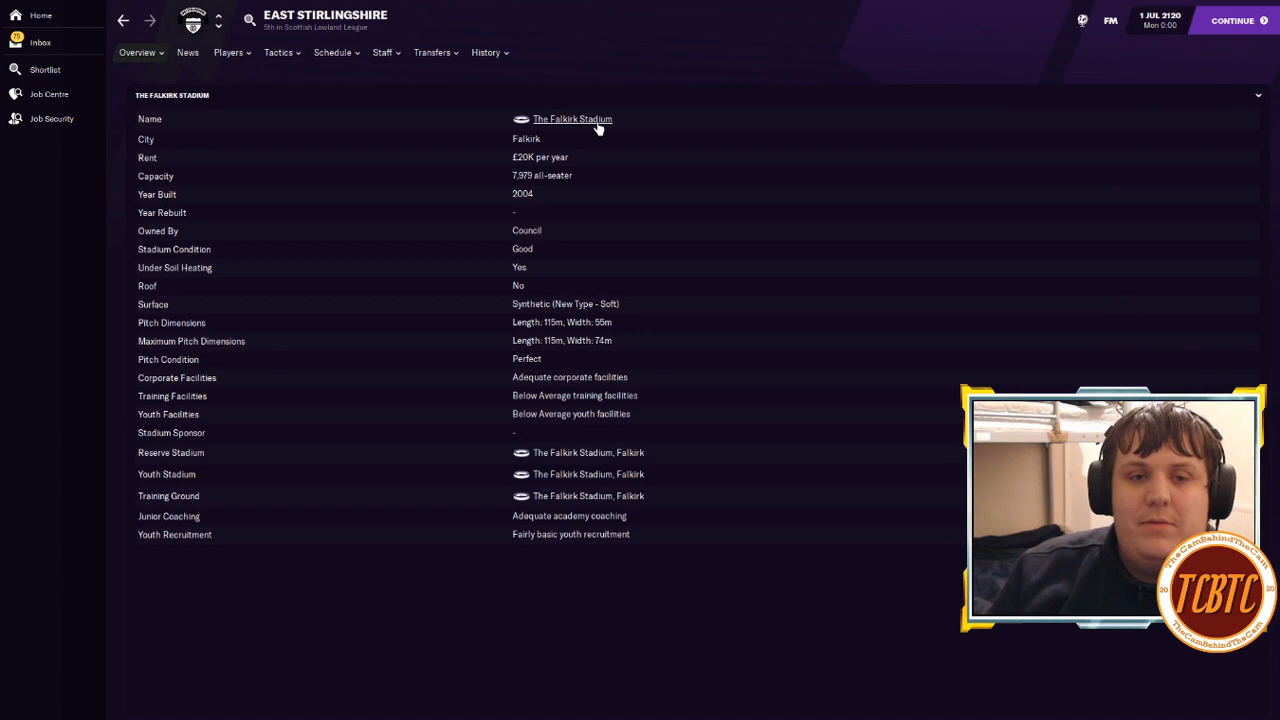 Home
75
Inbox
Shortlist
Job Centre
Job Security
EAST STIRLINGSHIRE
5th in Scottish Lowland League
FM
1 JUL 2120
Mon 0:00
CONTINUE
Overview
News
Players
Tactics
Schedule
Staff
Transfers
History
THE FALKIRK STADIUM
Name The Falkirk Stadium
City Falkirk
Rent £20K per year
Capacity 7,979 all-seater
Year Built 2004
Year Rebuilt -
Owned By Council
Stadium Condition Good
Under Soil Heating Yes
Roof No
Surface Synthetic (New Type - Soft)
Pitch Dimensions Length: 115m, Width: 55m
Maximum Pitch Dimensions Length: 115m, Width: 74m
Pitch Condition Perfect
Corporate Facilities Adequate corporate facilities
Training Facilities Below Average training facilities
Youth Facilities Below Average youth facilities
Stadium Sponsor -
Reserve Stadium The Falkirk Stadium, Falkirk
Youth Stadium The Falkirk Stadium, Falkirk
Training Ground The Falkirk Stadium, Falkirk
Junior Coaching Adequate academy coaching
Youth Recruitment Fairly basic youth recruitment
TheCamBehindTheCam
20 TCBTC 20
TheCamBehindTheCam